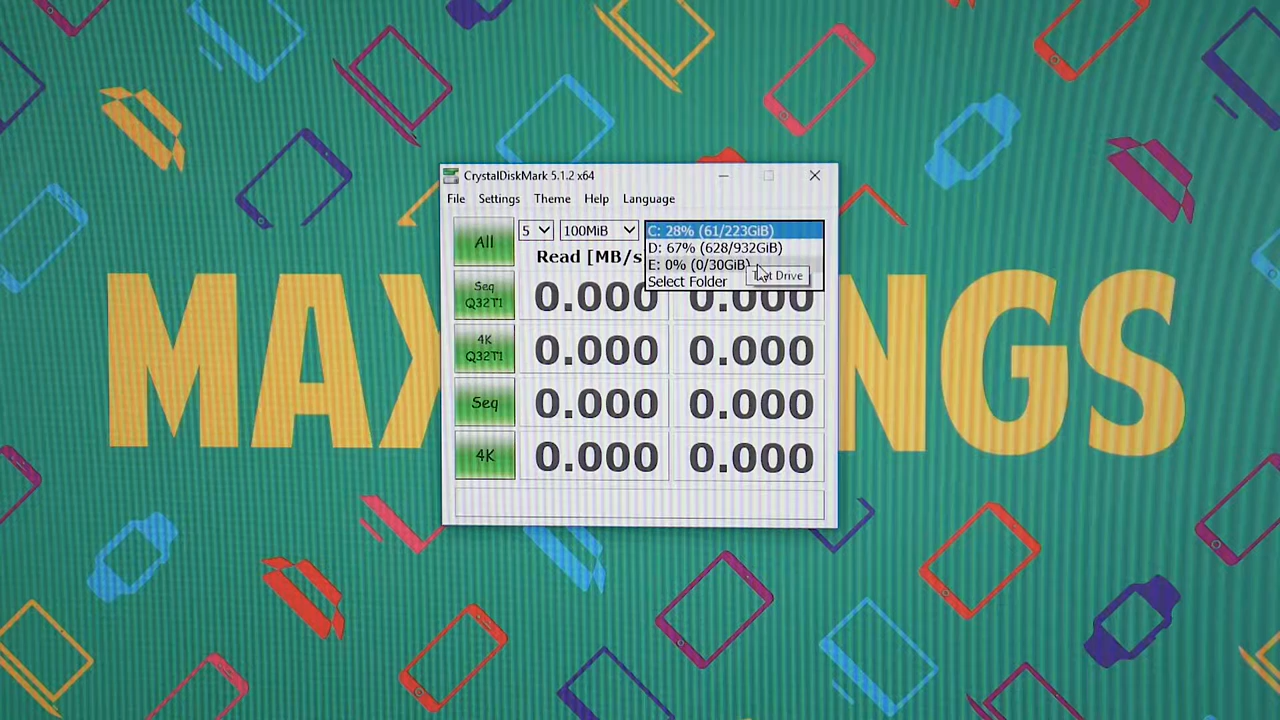 CrystalDiskMark 5.1.2 x64
File Settings Theme Help Language
All
5
100MiB
C: 28% (61/223GiB)
D: 67% (628/932GiB)
E: 0% (0/30GiB)
Select Folder
Drive
Read [MB/s
Seq
Q32T1
0.000
0.000
4K
Q32T1
0.000
0.000
Seq
0.000
0.000
4K
0.000
0.000
MAX
NGS